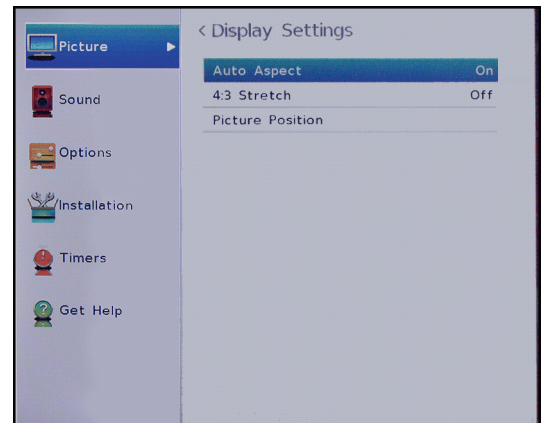 Picture
Sound
Options
Installation
Timers
Get Help
< Display Settings
Auto Aspect On
4:3 Stretch Off
Picture Position